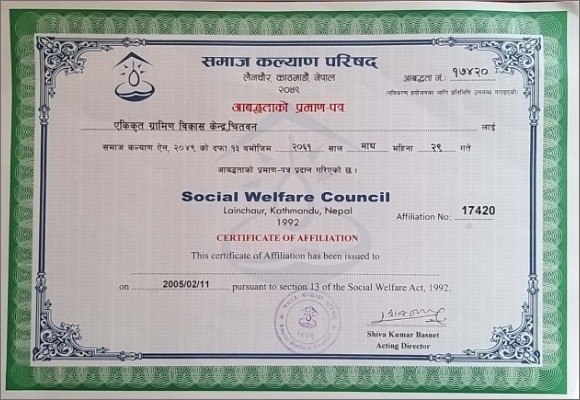 समाज कल्याण परिषद
लैनचौर, काठमाडौं, नेपाल
२०४९
आबद्धता नं.: १७४२०
आबद्धताको प्रमाण-पत्र
एकिकृत ग्रामिण विकास केन्द्र,चितवन लाई
समाज कल्याण ऐन, २०४९ को दफा १३ बमोजिम २०६१ साल माघ महिना २९ गते
आबद्धताको प्रमाण-पत्र प्रदान गरिएको छ ।
Social Welfare Council
Lainchaur, Kathmandu, Nepal
1992
Affiliation No: 17420
CERTIFICATE OF AFFILIATION
This certificate of Affiliation has been issued to
on 2005/02/11 pursuant to section 13 of the Social Welfare Act, 1992.
Shiva Kumar Basnet
Acting Director